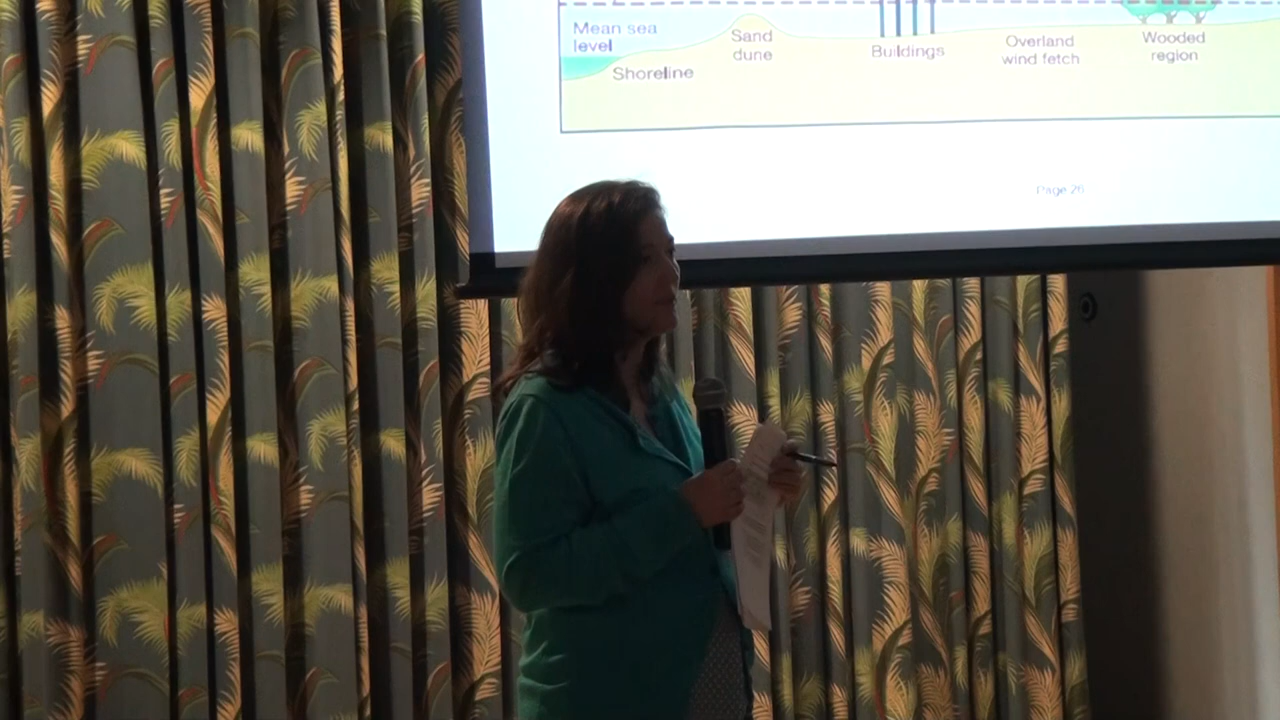 Mean sea
level
Shoreline
Sand
dune
Buildings
Overland
wind fetch
Wooded
region
Page 26